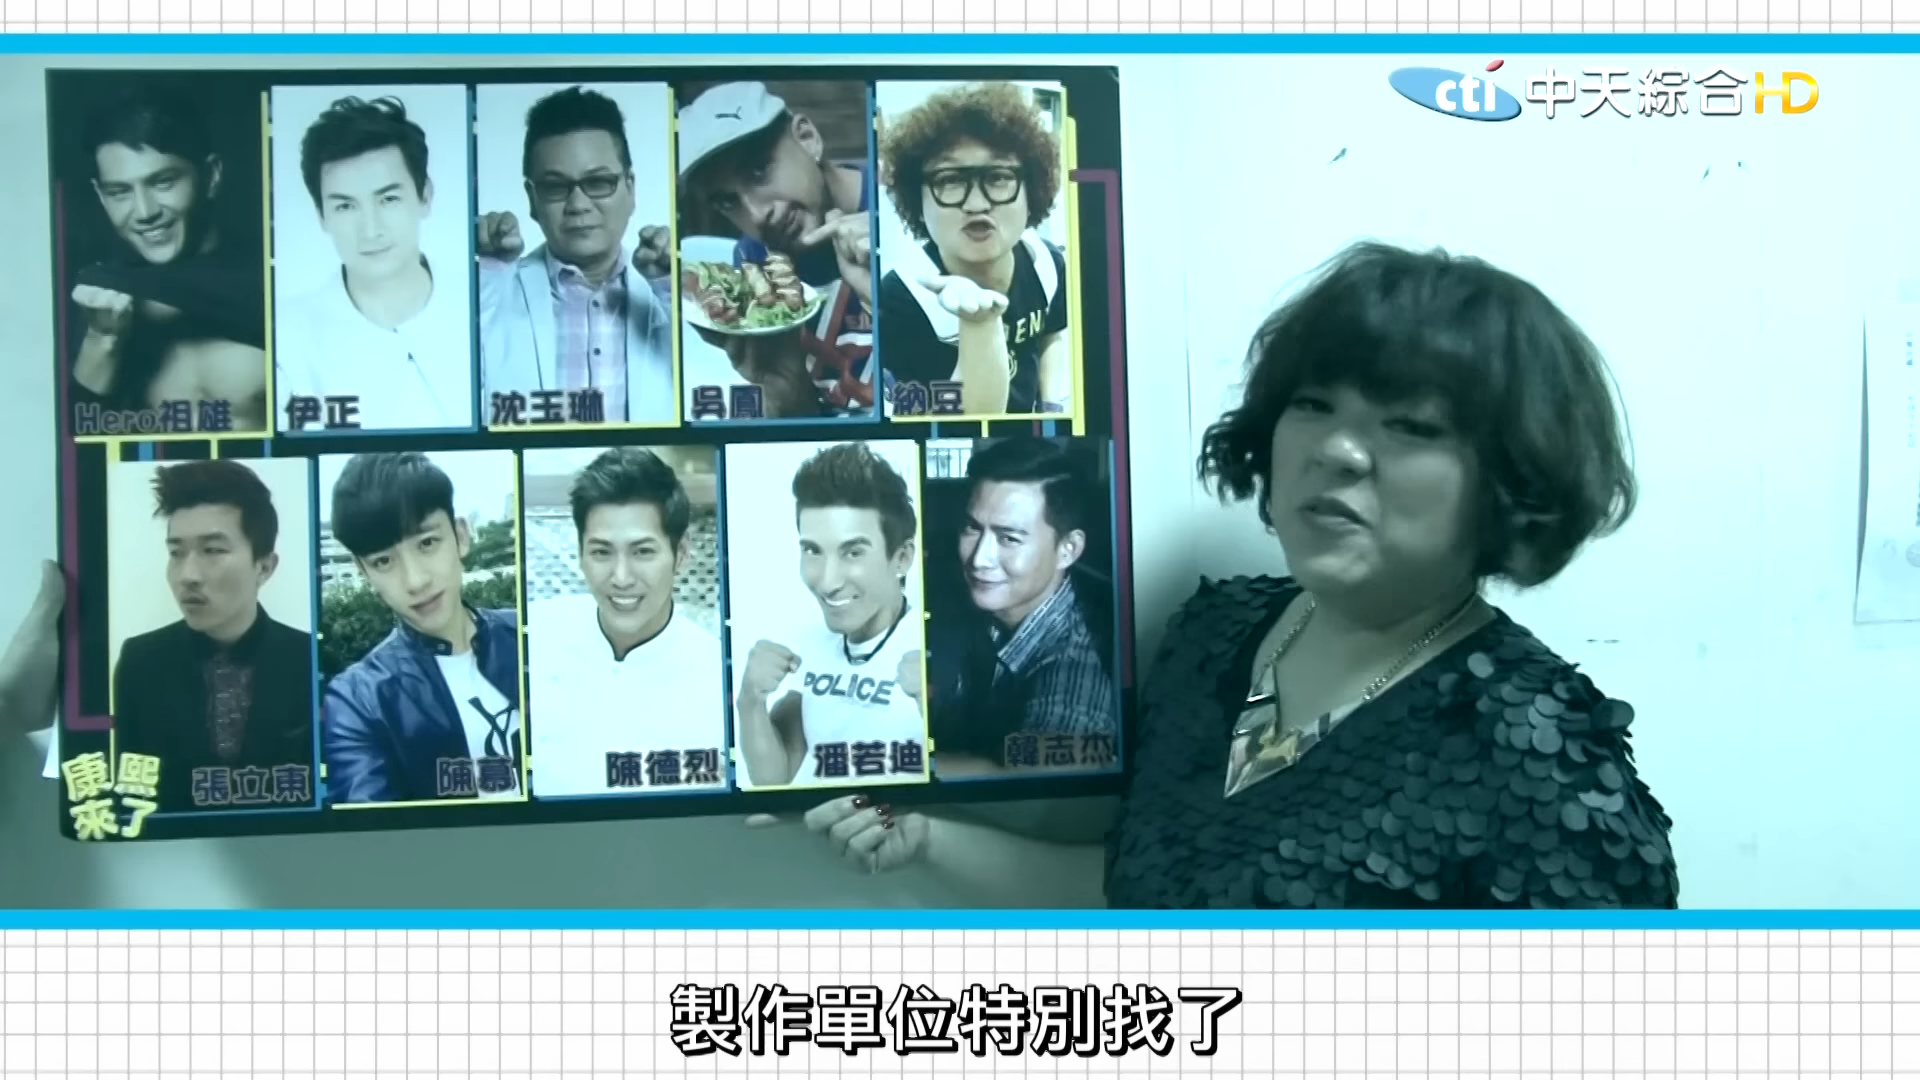 cti 中天綜合HD
Hero祖雄
伊正
沈玉琳
吳鳳
納豆
張立東
陳慕
陳德烈
POLICE
潘若迪
韓志杰
康熙
來了
製作單位特別找了